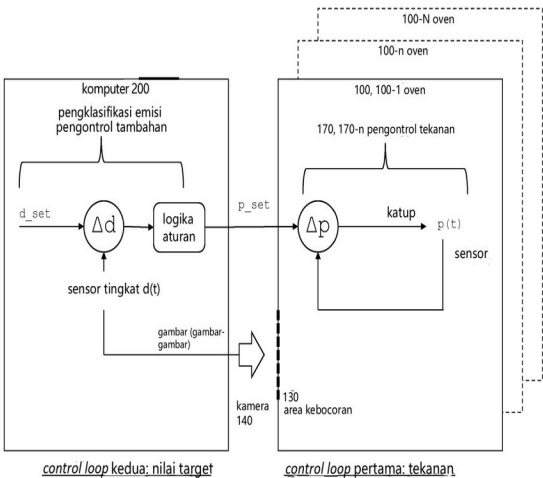 100-N oven
100-n oven
komputer 200
100, 100-1 oven
pengklasifikasi emisi
pengontrol tambahan
170, 170-n pengontrol tekanan
d_set
Δd
logika
aturan
p_set
Δp
katup
p(t)
sensor
sensor tingkat d(t)
gambar (gambar-
gambar)
kamera
140
130
area kebocoran
control loop kedua: nilai target
control loop pertama: tekanan